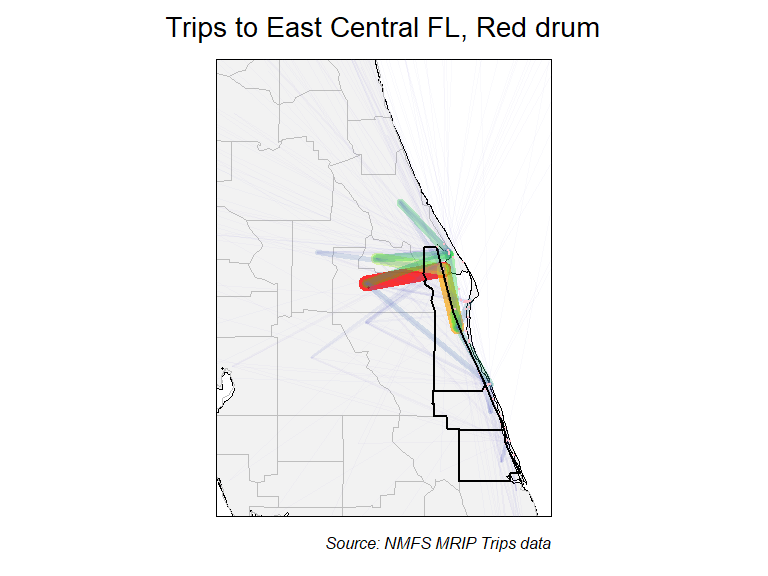 Trips to East Central FL, Red drum
Source: NMFS MRIP Trips data